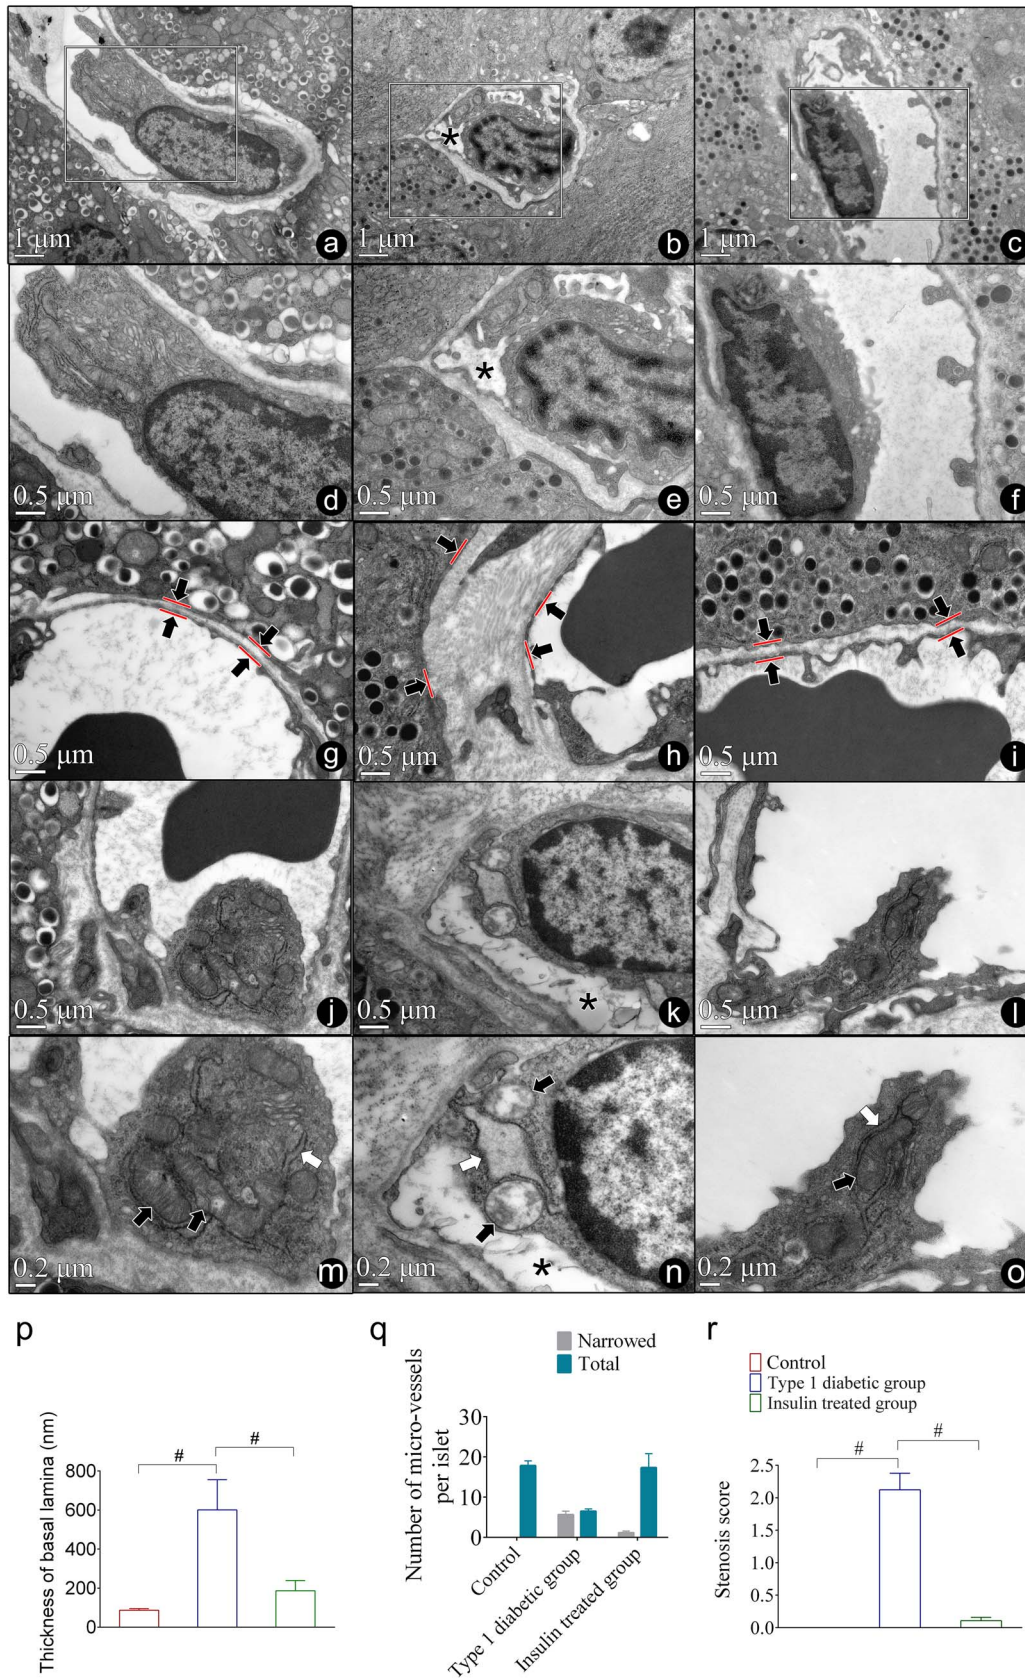 1 μm a
1 μm b
1 μm c
0.5 μm d
0.5 μm e
0.5 μm f
0.5 μm g
0.5 μm h
0.5 μm i
0.5 μm j
0.5 μm k
0.5 μm l
0.2 μm m
0.2 μm n
0.2 μm o
*
*
*
*
p
Thickness of basal lamina (nm)
800
600
400
200
0
#
#
q
Narrowed
Total
Number of micro-vessels
per islet
30
20
10
0
Control
Type 1 diabetic group
Insulin treated group
r
Control
Type 1 diabetic group
Insulin treated group
Stenosis score
2.5
2.0
1.5
1.0
0.5
0.0
#
#